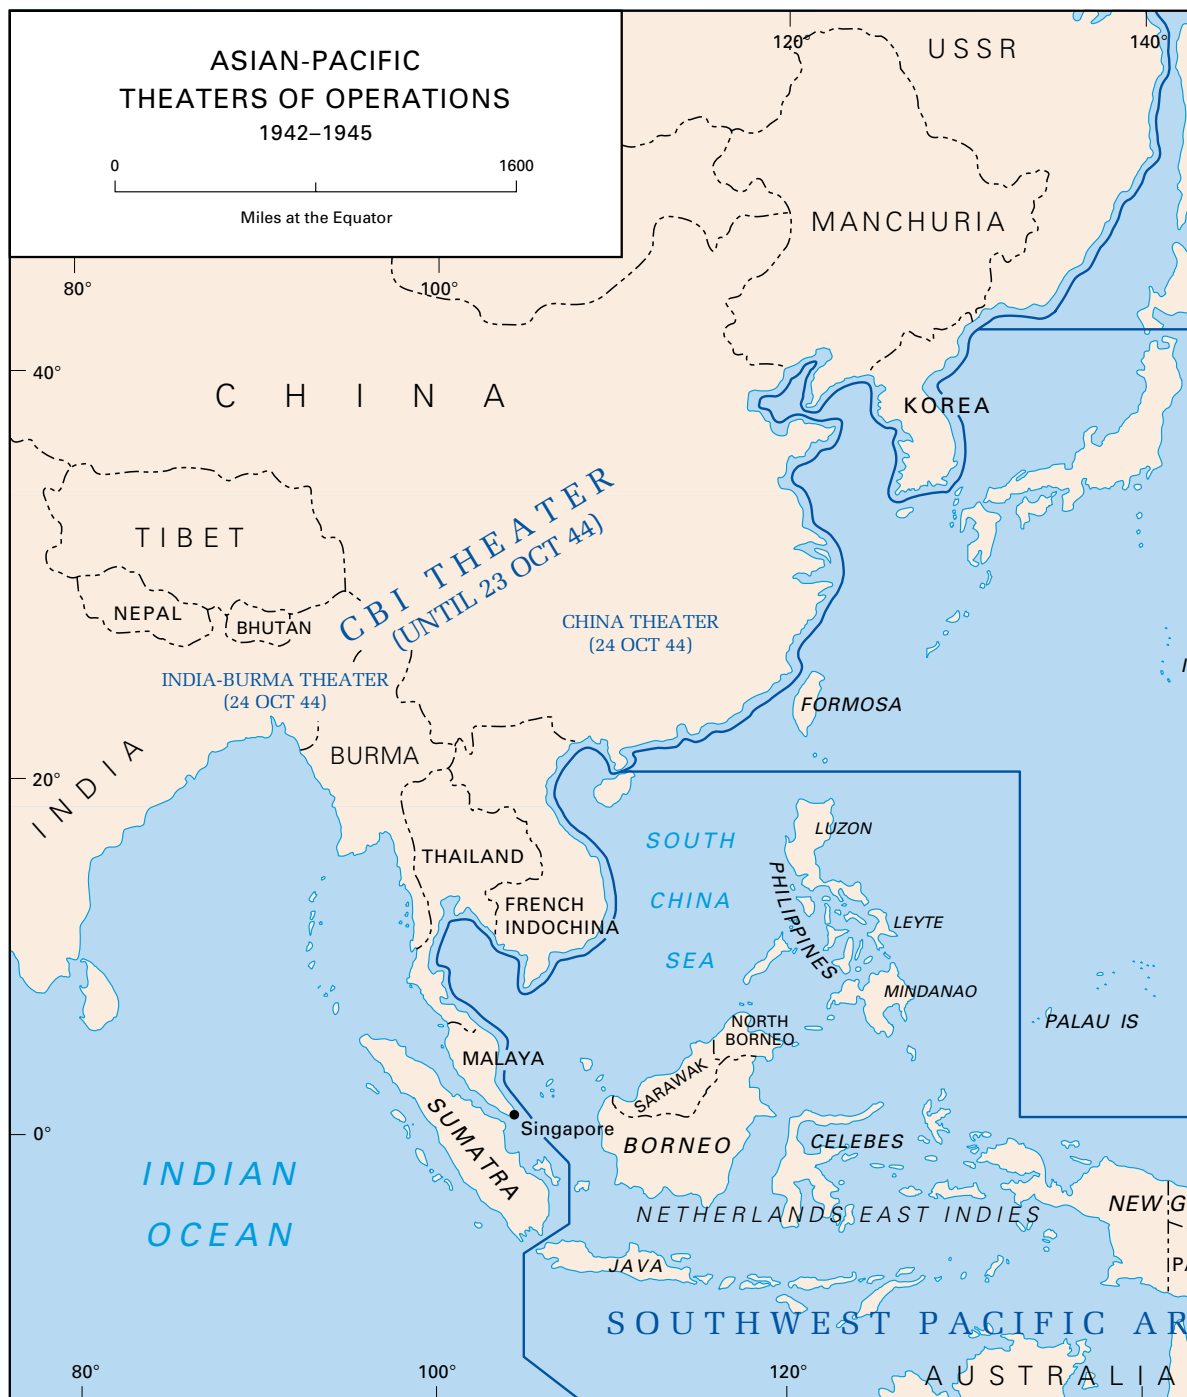 ASIAN-PACIFIC
THEATERS OF OPERATIONS
1942–1945
0 1600
Miles at the Equator
120° 140°
USSR
MANCHURIA
80° 100°
40°
CHINA
KOREA
TIBET
CBI THEATER
(UNTIL 23 OCT 44)
NEPAL
BHUTAN
CHINA THEATER
(24 OCT 44)
INDIA-BURMA THEATER
(24 OCT 44)
FORMOSA
BURMA
INDIA
20°
SOUTH
CHINA
SEA
LUZON
PHILIPPINES
THAILAND
FRENCH
INDOCHINA
LEYTE
MINDANAO
PALAU IS
NORTH
BORNEO
MALAYA
SARAWAK
SUMATRA
Singapore
0°
BORNEO
CELEBES
INDIAN
OCEAN
NEW G
NETHERLANDS EAST INDIES
JAVA
PA
SOUTHWEST PACIFIC AR
80° 100° 120°
AUSTRALIA